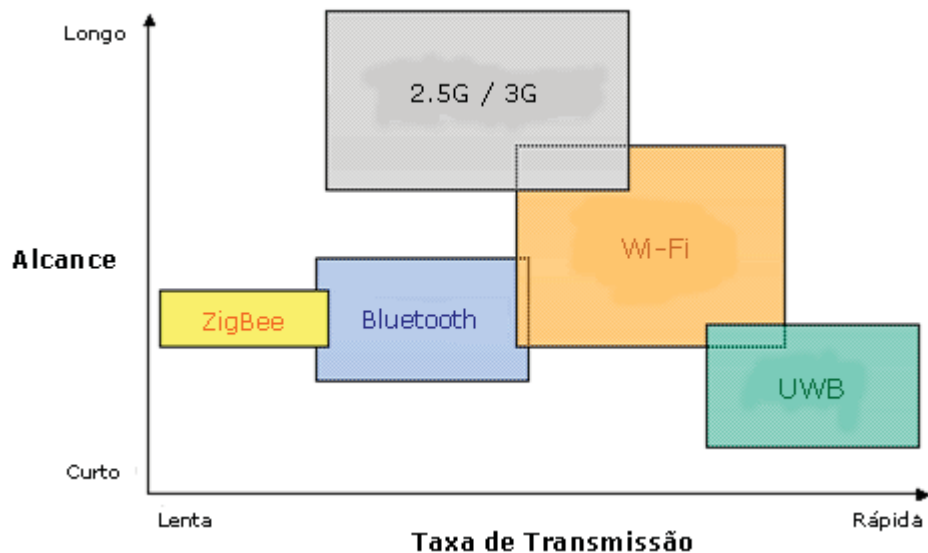 Longo
2.5G / 3G
Wi-Fi
Alcance
ZigBee
Bluetooth
UWB
Curto
Lenta
Rápida
Taxa de Transmissão